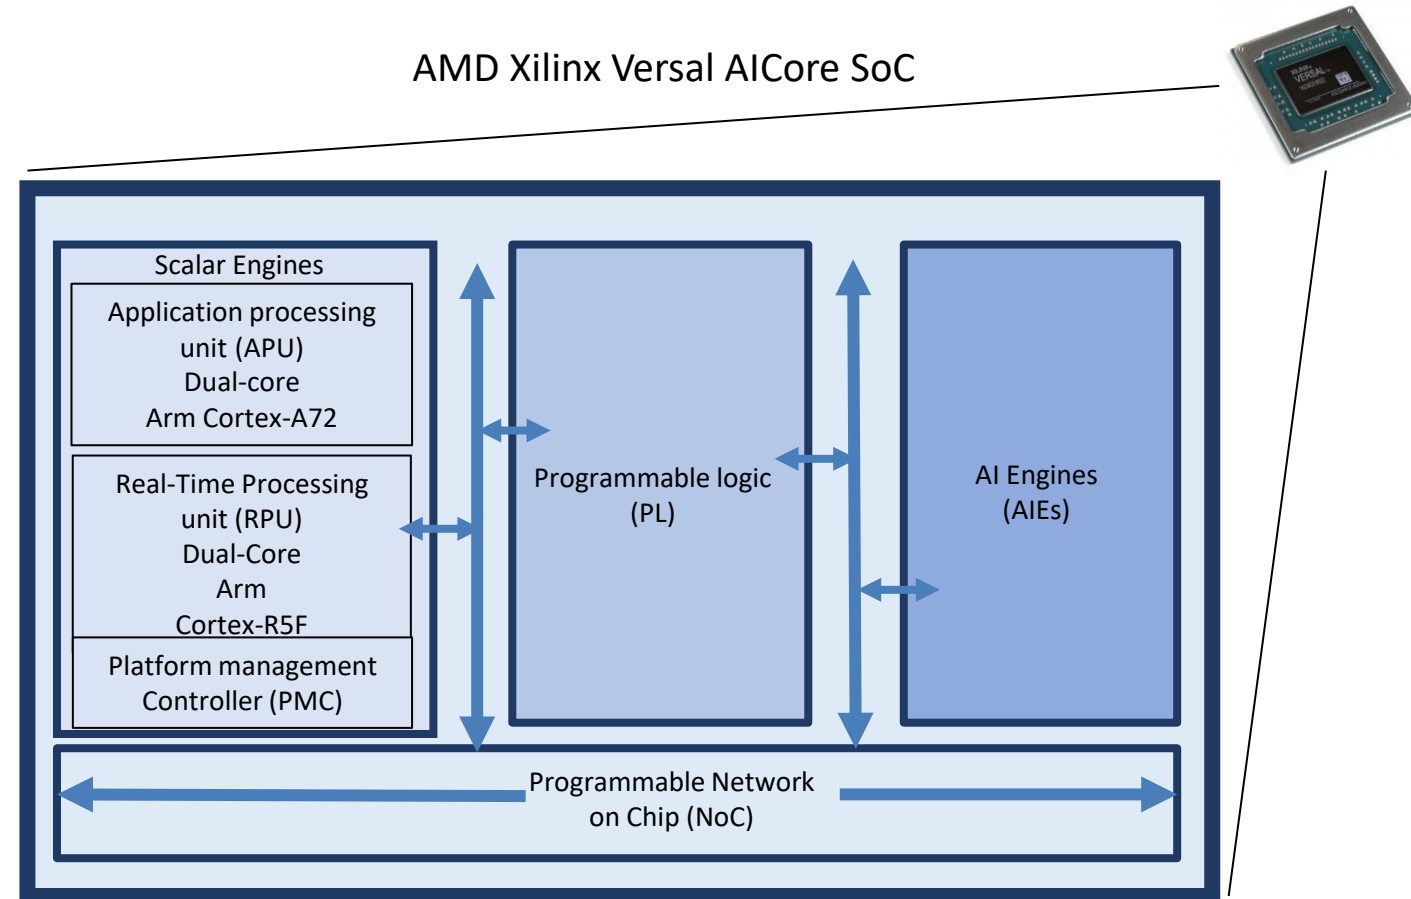 AMD Xilinx Versal AICore SoC
XILINX
VERSAL
Scalar Engines
Application processing
unit (APU)
Dual-core
Arm Cortex-A72
Real-Time Processing
unit (RPU)
Dual-Core
Arm
Cortex-R5F
Platform management
Controller (PMC)
Programmable logic
(PL)
AI Engines
(AIEs)
Programmable Network
on Chip (NoC)